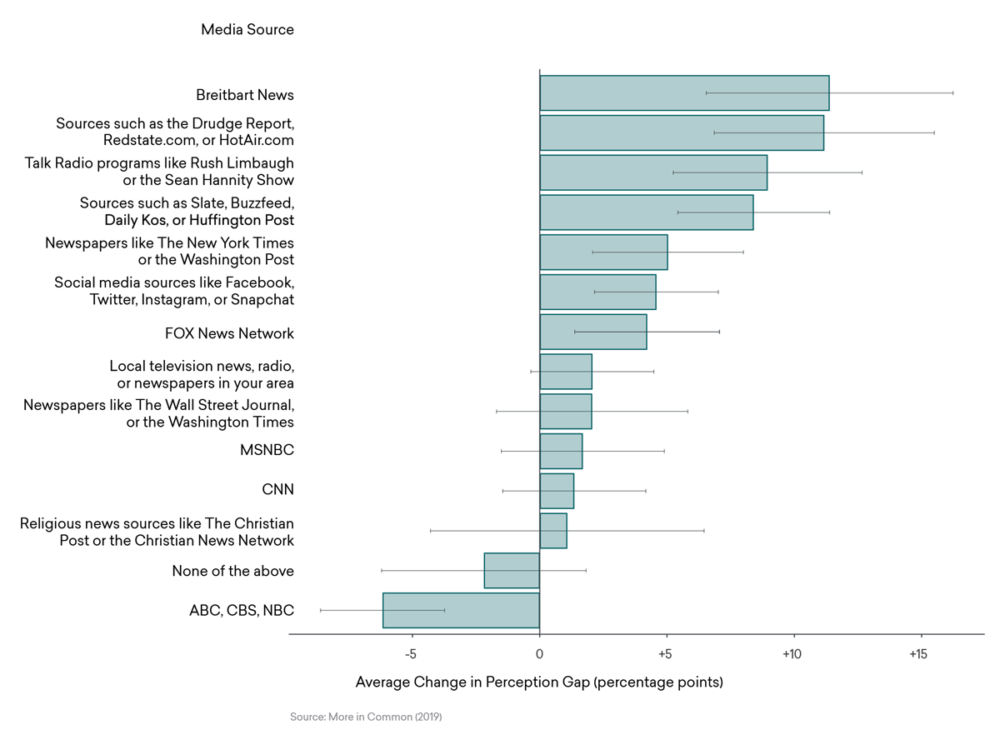 Media Source
Breitbart News
Sources such as the Drudge Report,
Redstate.com, or HotAir.com
Talk Radio programs like Rush Limbaugh
or the Sean Hannity Show
Sources such as Slate, Buzzfeed,
Daily Kos, or Huffington Post
Newspapers like The New York Times
or the Washington Post
Social media sources like Facebook,
Twitter, Instagram, or Snapchat
FOX News Network
Local television news, radio,
or newspapers in your area
Newspapers like The Wall Street Journal,
or the Washington Times
MSNBC
CNN
Religious news sources like The Christian
Post or the Christian News Network
None of the above
ABC, CBS, NBC
-5 0 +5 +10 +15
Average Change in Perception Gap (percentage points)
Source: More in Common (2019)